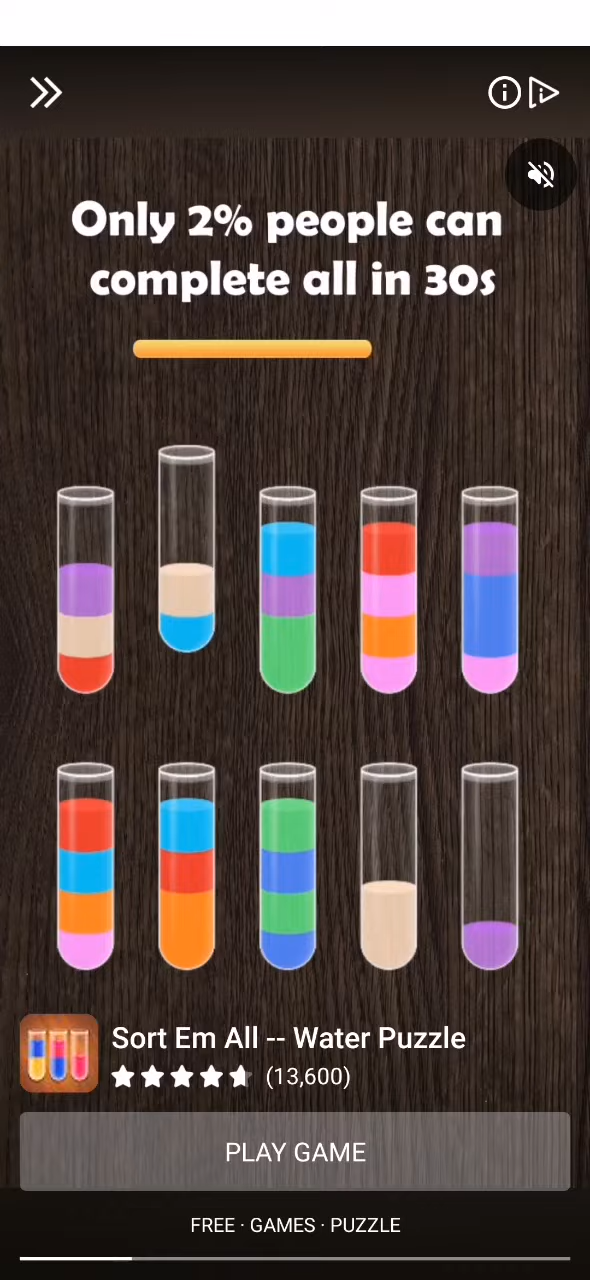 Only 2% people can
complete all in 30s
Sort Em All -- Water Puzzle
(13,600)
PLAY GAME
FREE · GAMES · PUZZLE